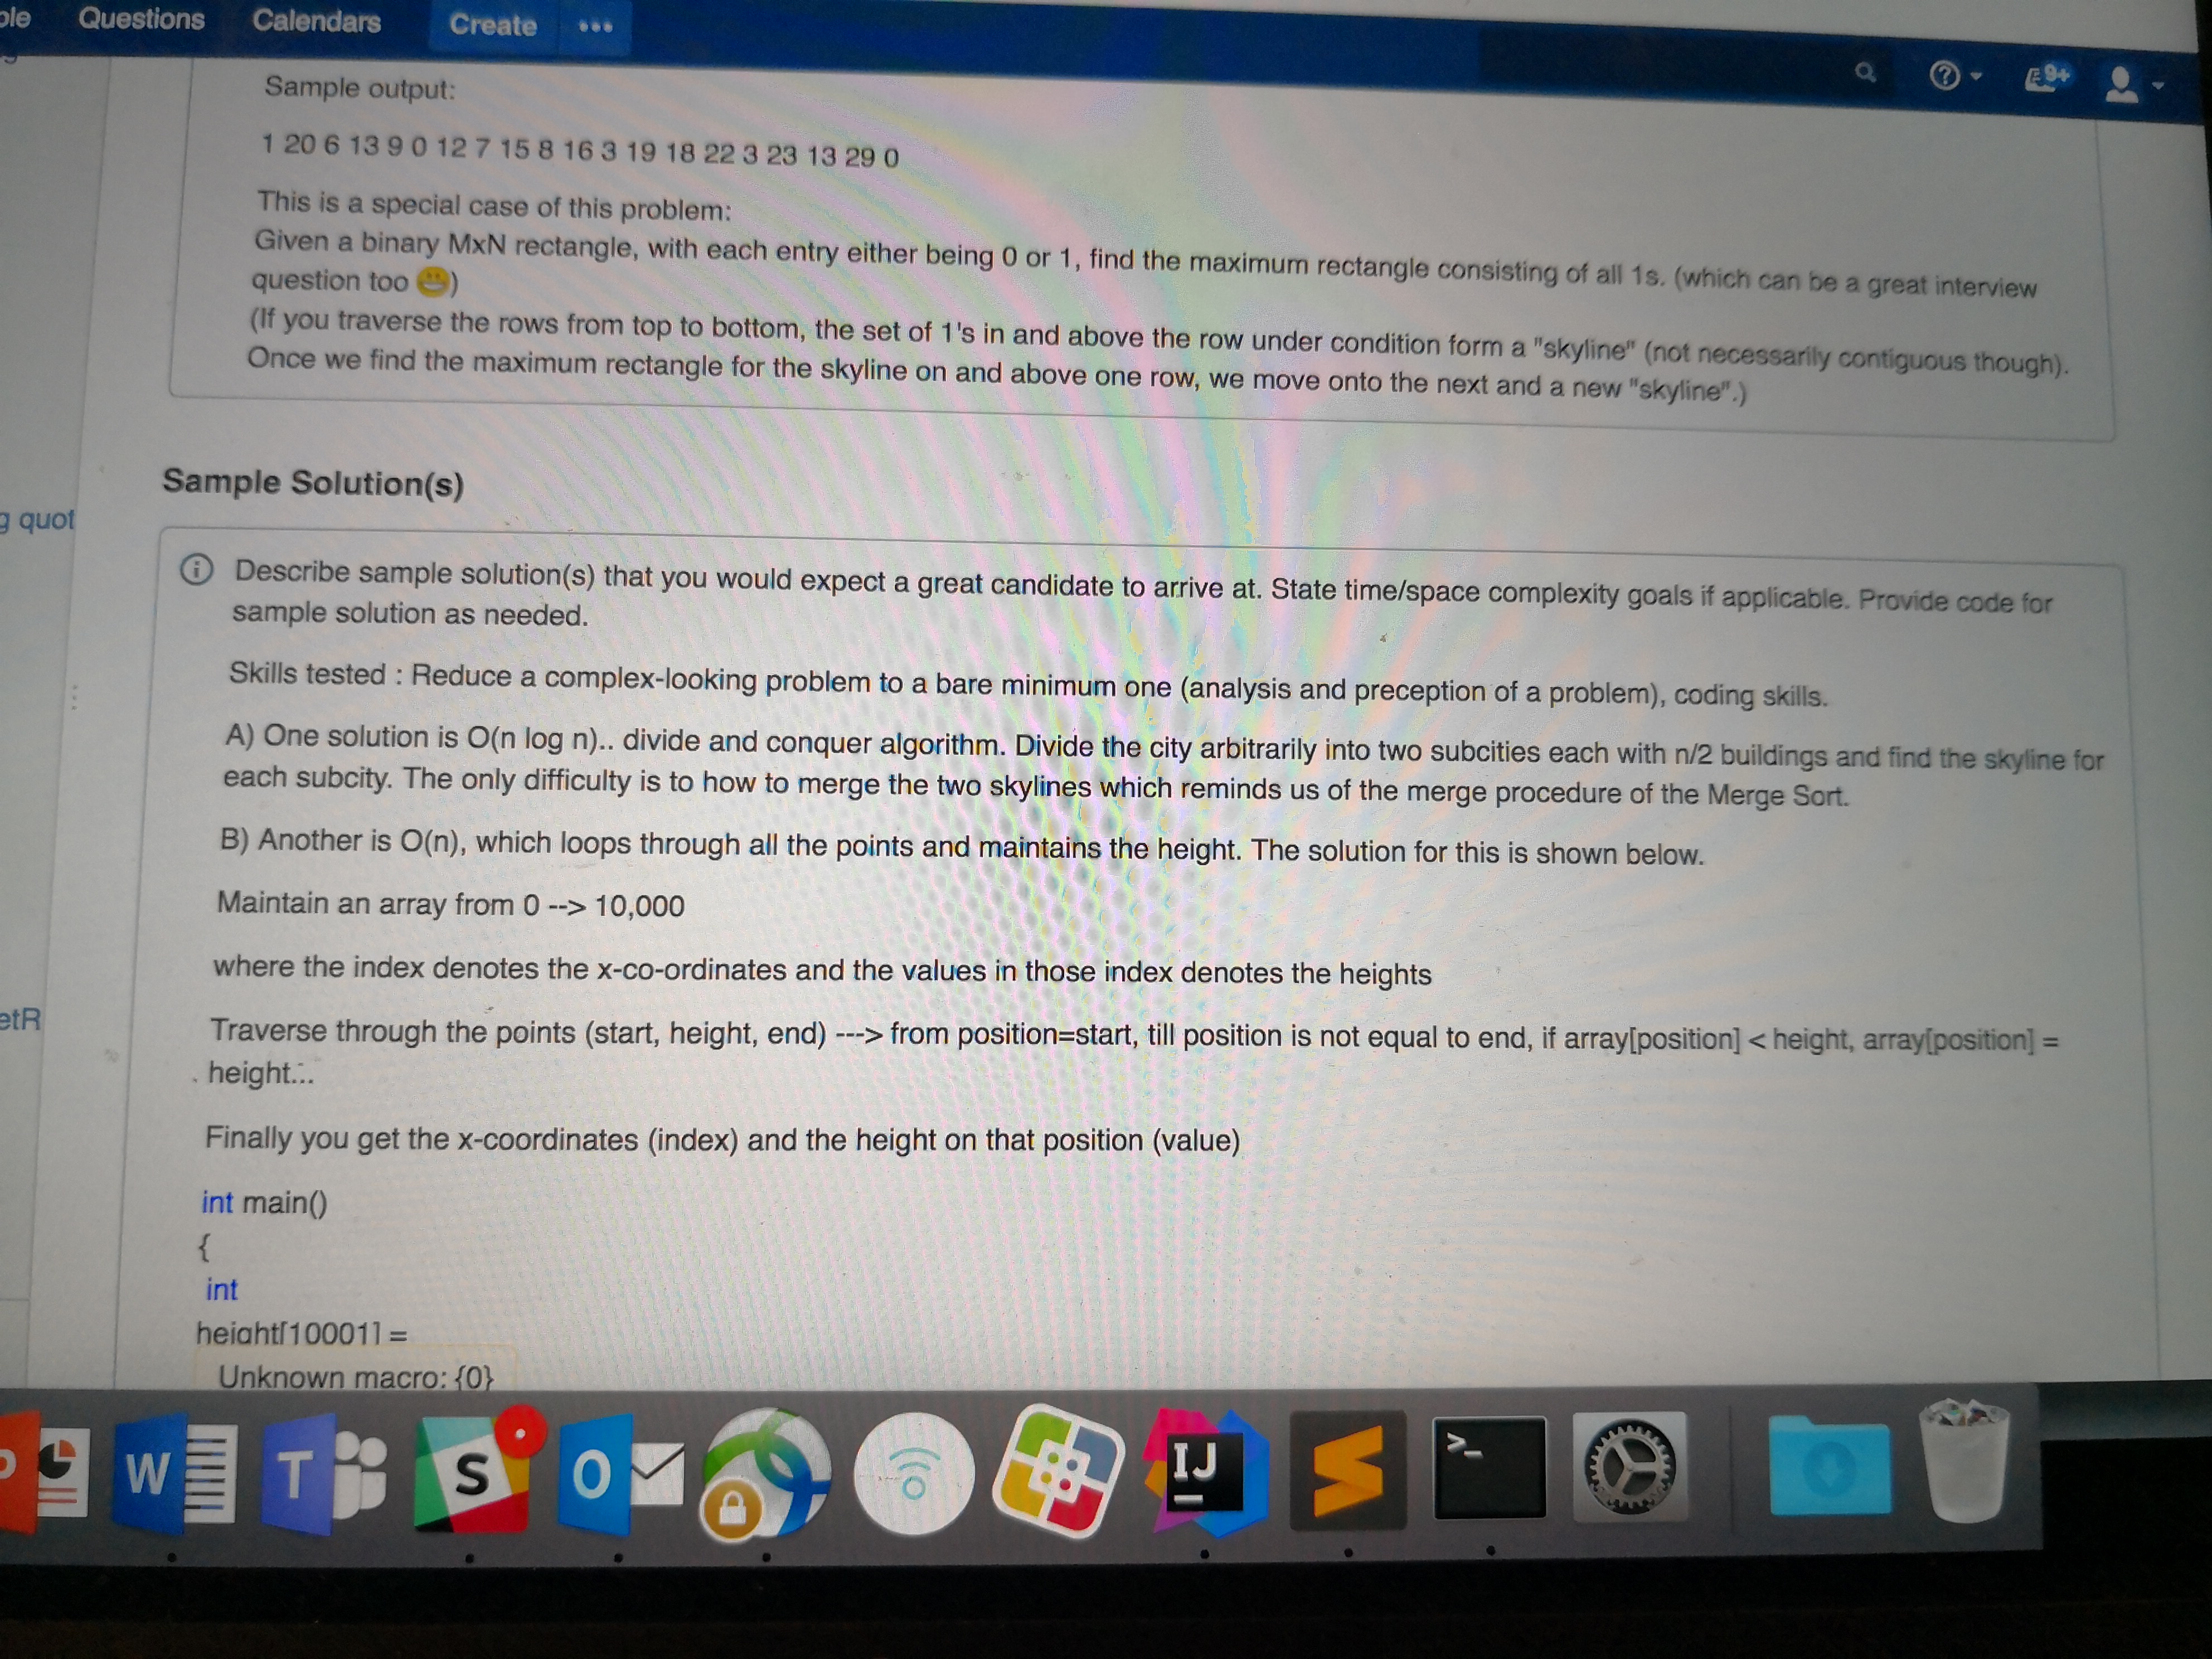 Questions Calendars Create •••
9+
Sample output:
1 20 6 13 9 0 12 7 15 8 16 3 19 18 22 3 23 13 29 0
This is a special case of this problem:
Given a binary MxN rectangle, with each entry either being 0 or 1, find the maximum rectangle consisting of all 1s. (which can be a great interview
question too 😀)
(If you traverse the rows from top to bottom, the set of 1's in and above the row under condition form a "skyline" (not necessarily contiguous though).
Once we find the maximum rectangle for the skyline on and above one row, we move onto the next and a new "skyline".)
Sample Solution(s)
g quot
Describe sample solution(s) that you would expect a great candidate to arrive at. State time/space complexity goals if applicable. Provide code for
sample solution as needed.
Skills tested : Reduce a complex-looking problem to a bare minimum one (analysis and preception of a problem), coding skills.
A) One solution is O(n log n).. divide and conquer algorithm. Divide the city arbitrarily into two subcities each with n/2 buildings and find the skyline for
each subcity. The only difficulty is to how to merge the two skylines which reminds us of the merge procedure of the Merge Sort.
B) Another is O(n), which loops through all the points and maintains the height. The solution for this is shown below.
Maintain an array from 0 --> 10,000
where the index denotes the x-co-ordinates and the values in those index denotes the heights
etR
Traverse through the points (start, height, end) ---> from position=start, till position is not equal to end, if array[position] < height, array[position] =
height...
Finally you get the x-coordinates (index) and the height on that position (value)
int main()
{
int
height[10001] =
Unknown macro: {0}
W T S O IJ >_